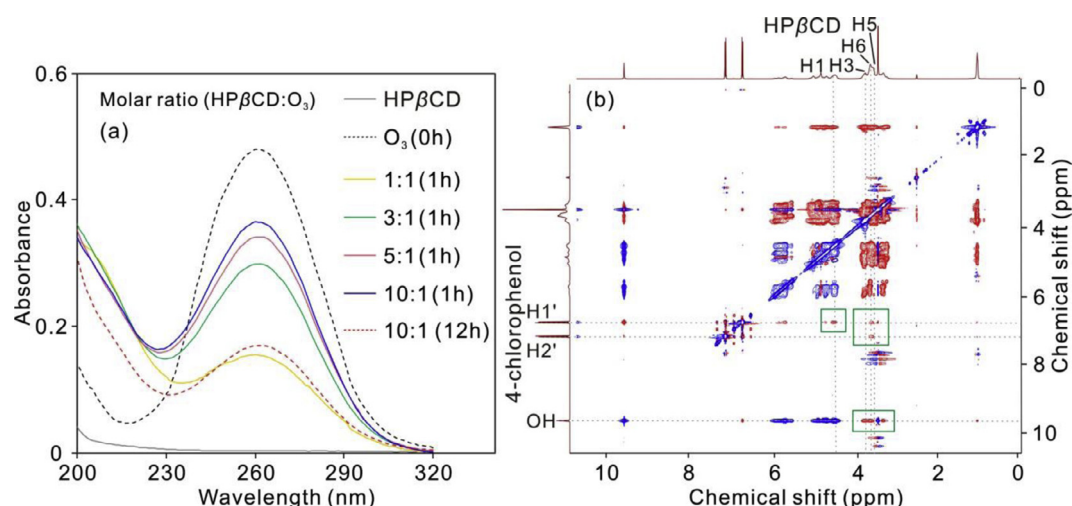 0.6
0.4
0.2
0
Absorbance
Molar ratio (HPβCD:O₃)
(a)
HPβCD
O₃(0h)
1:1(1h)
3:1(1h)
5:1(1h)
10:1(1h)
10:1(12h)
200
230
260
290
320
Wavelength (nm)
HPβCD
H5
H6
H1
H3
(b)
4-chlorophenol
H1'
H2'
OH
0
2
4
6
8
10
Chemical shift (ppm)
10
8
6
4
2
0
Chemical shift (ppm)